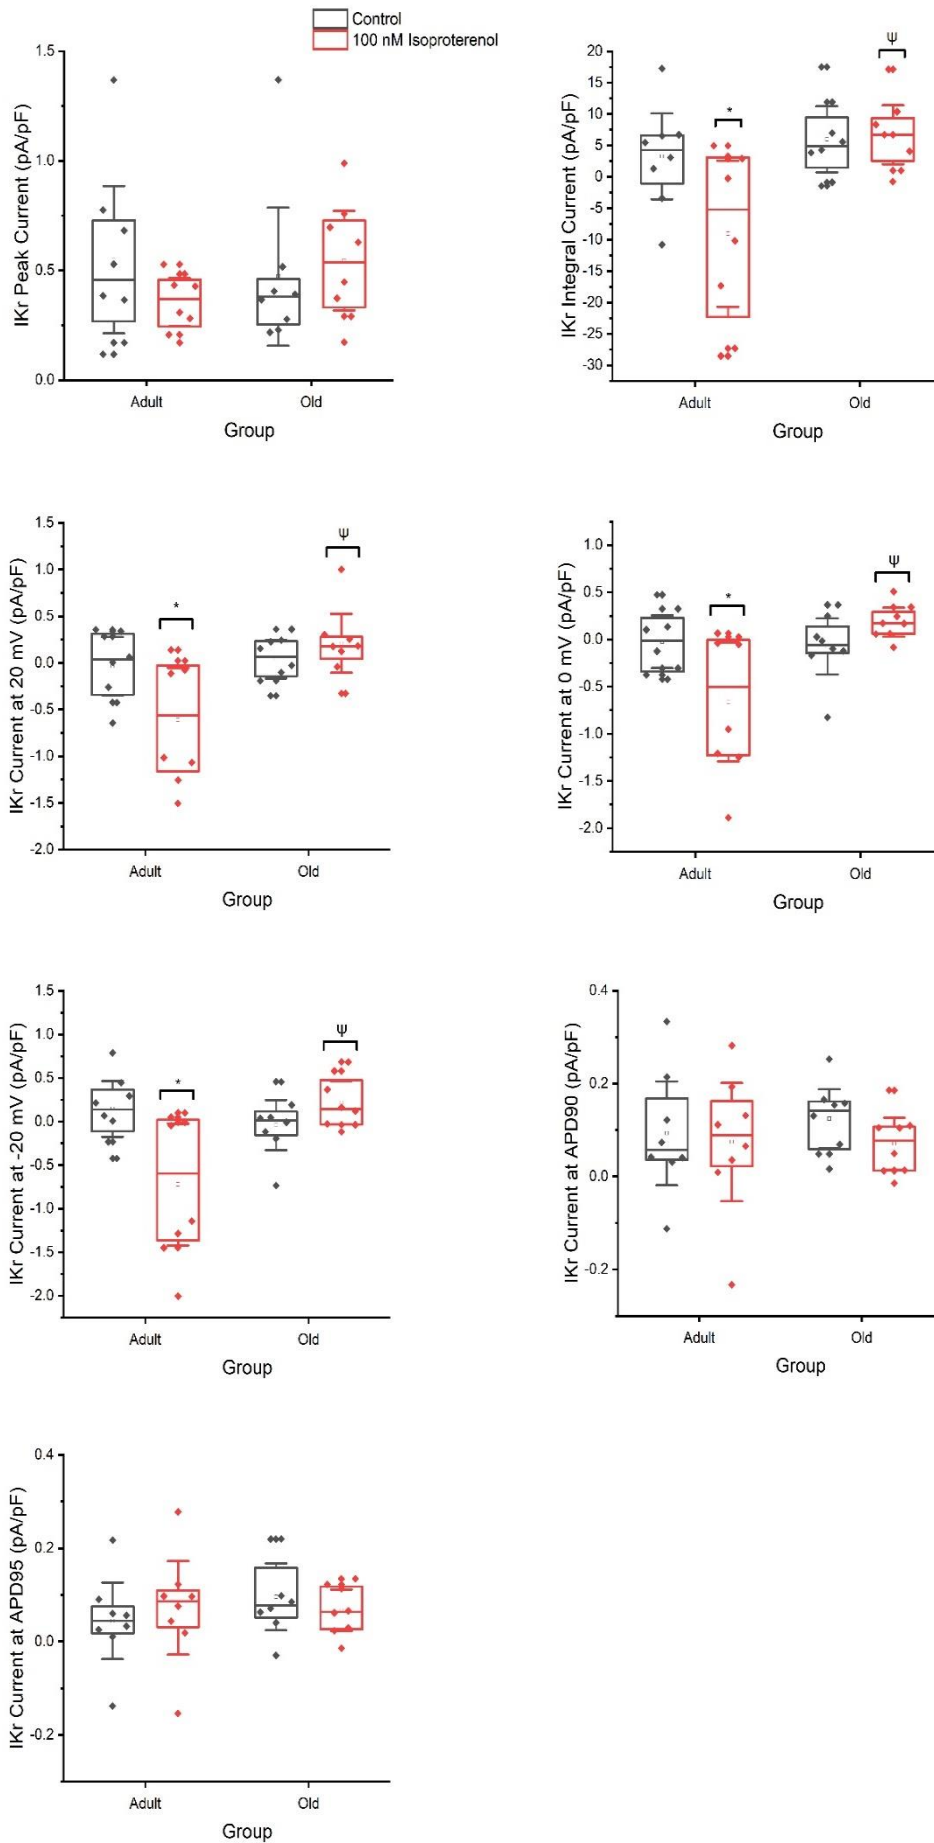 Control
100 nM Isoproterenol
IKr Peak Current (pA/pF)
1.5
1.0
0.5
0.0
Adult
Old
Group
IKr Integral Current (pA/pF)
20
15
10
5
0
-5
-10
-15
-20
-25
-30
*
ψ
Adult
Old
Group
IKr Current at 20 mV (pA/pF)
1.5
1.0
0.5
0.0
-0.5
-1.0
-1.5
-2.0
*
ψ
Adult
Old
Group
IKr Current at 0 mV (pA/pF)
1.0
0.5
0.0
-0.5
-1.0
-1.5
-2.0
*
ψ
Adult
Old
Group
IKr Current at -20 mV (pA/pF)
1.5
1.0
0.5
0.0
-0.5
-1.0
-1.5
-2.0
*
ψ
Adult
Old
Group
IKr Current at APD90 (pA/pF)
0.4
0.2
0.0
-0.2
Adult
Old
Group
IKr Current at APD95 (pA/pF)
0.4
0.2
0.0
-0.2
Adult
Old
Group